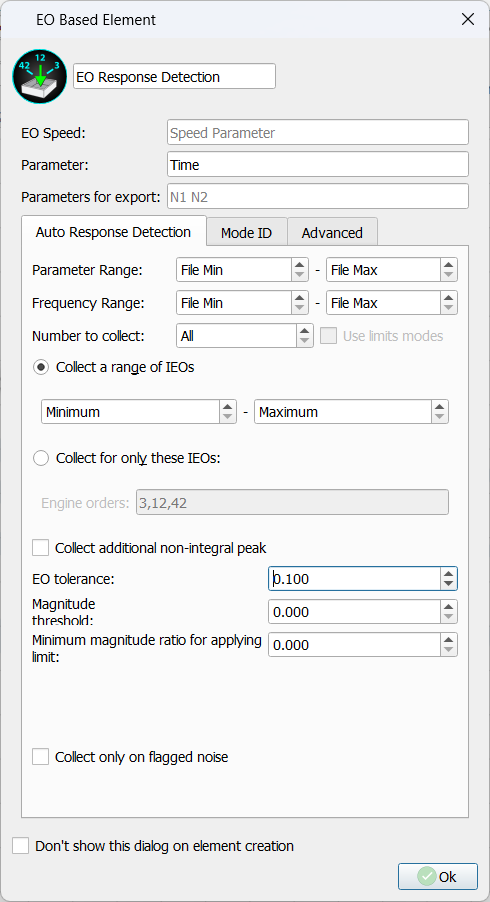 EO Based Element
42 12 3
EO Response Detection
EO Speed: Speed Parameter
Parameter: Time
Parameters for export: N1 N2
Auto Response Detection Mode ID Advanced
Parameter Range: File Min - File Max
Frequency Range: File Min - File Max
Number to collect: All Use limits modes
Collect a range of IEOs
Minimum - Maximum
Collect for only these IEOs:
Engine orders: 3,12,42
Collect additional non-integral peak
EO tolerance: 0.100
Magnitude
threshold: 0.000
Minimum magnitude ratio for applying
limit: 0.000
Collect only on flagged noise
Don't show this dialog on element creation
Ok